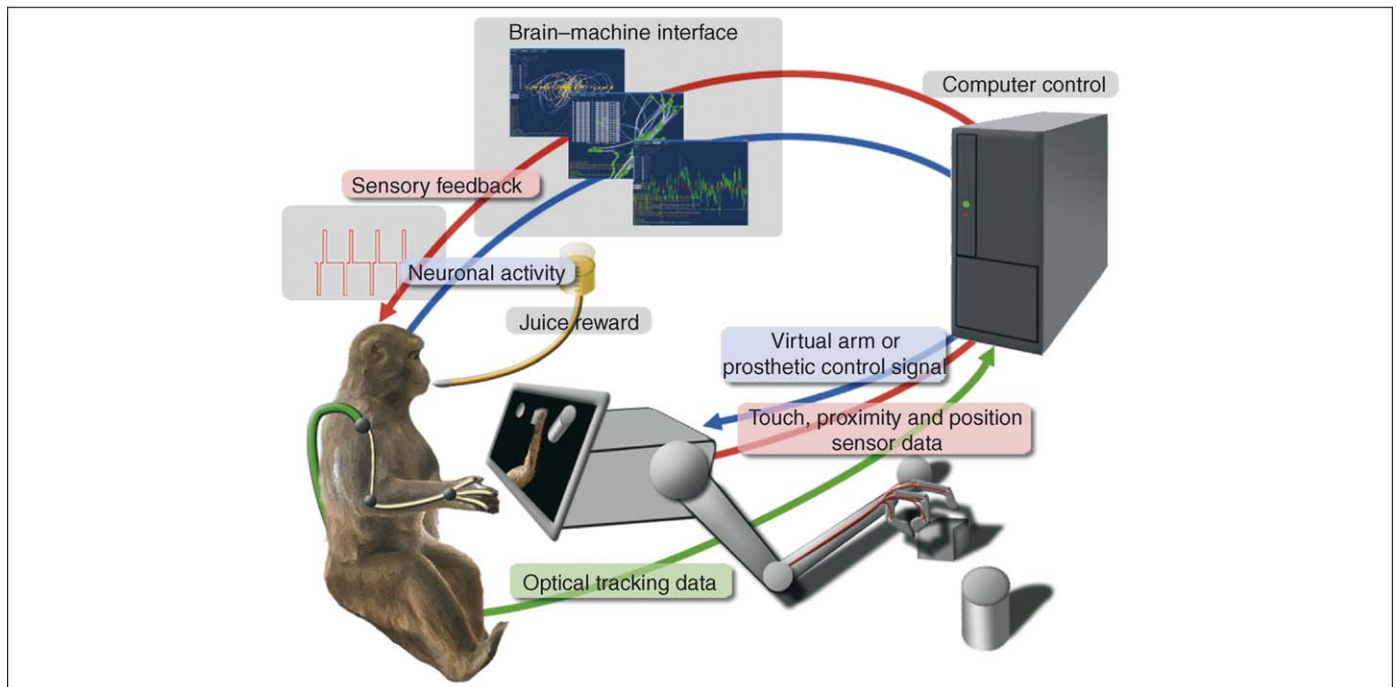 Brain–machine interface
Computer control
Sensory feedback
Neuronal activity
Juice reward
Virtual arm or
prosthetic control signal
Touch, proximity and position
sensor data
Optical tracking data